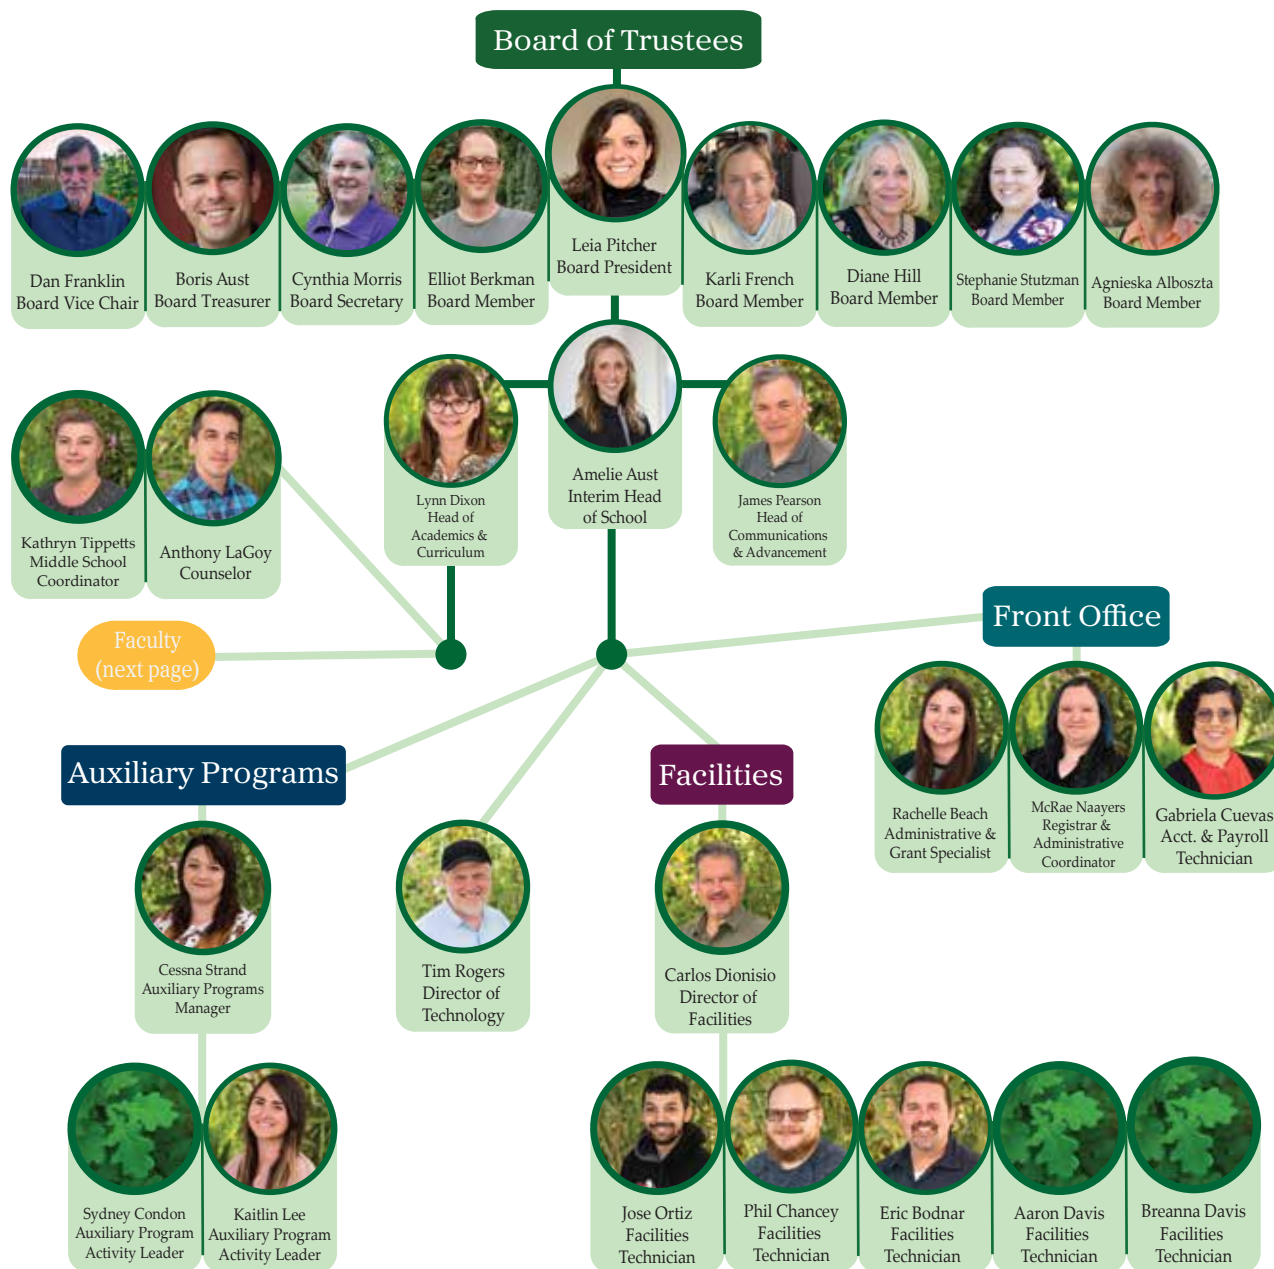 Board of Trustees
Dan Franklin
Board Vice Chair
Boris Aust
Board Treasurer
Cynthia Morris
Board Secretary
Elliot Berkman
Board Member
Leia Pitcher
Board President
Karli French
Board Member
Diane Hill
Board Member
Stephanie Stutzman
Board Member
Agnieska Alboszta
Board Member
Kathryn Tippetts
Middle School
Coordinator
Anthony LaGoy
Counselor
Lynn Dixon
Head of
Academics &
Curriculum
Amelie Aust
Interim Head
of School
James Pearson
Head of
Communications
& Advancement
Faculty
(next page)
Front Office
Rachelle Beach
Administrative &
Grant Specialist
McRae Naayers
Registrar &
Administrative
Coordinator
Gabriela Cuevas
Acct. & Payroll
Technician
Auxiliary Programs
Facilities
Cessna Strand
Auxiliary Programs
Manager
Tim Rogers
Director of
Technology
Carlos Dionisio
Director of
Facilities
Sydney Condon
Auxiliary Program
Activity Leader
Kaitlin Lee
Auxiliary Program
Activity Leader
Jose Ortiz
Facilities
Technician
Phil Chancey
Facilities
Technician
Eric Bodnar
Facilities
Technician
Aaron Davis
Facilities
Technician
Breanna Davis
Facilities
Technician